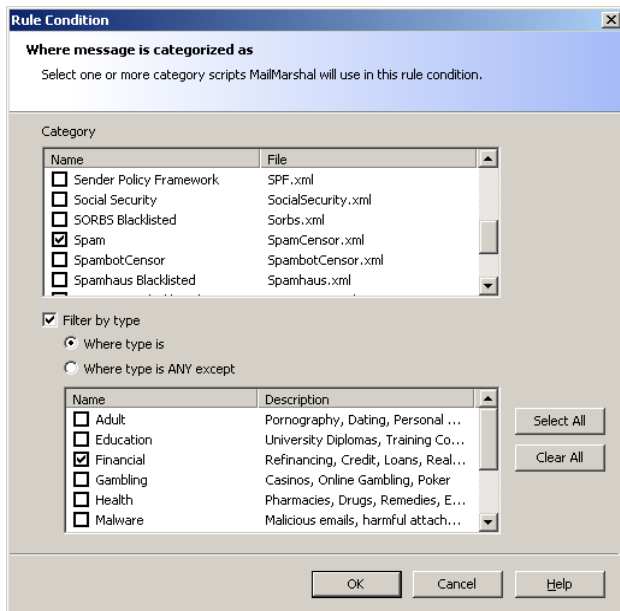 Rule Condition
Where message is categorized as
Select one or more category scripts MailMarshal will use in this rule condition.
Category
Name File
Sender Policy Framework SPF.xml
Social Security SocialSecurity.xml
SORBS Blacklisted Sorbs.xml
Spam SpamCensor.xml
SpambotCensor SpambotCensor.xml
Spamhaus Blacklisted Spamhaus.xml
Filter by type
Where type is
Where type is ANY except
Name Description
Adult Pornography, Dating, Personal ...
Education University Diplomas, Training Co...
Financial Refinancing, Credit, Loans, Real...
Gambling Casinos, Online Gambling, Poker
Health Pharmacies, Drugs, Remedies, E...
Malware Malicious emails, harmful attach...
Select All
Clear All
OK Cancel Help